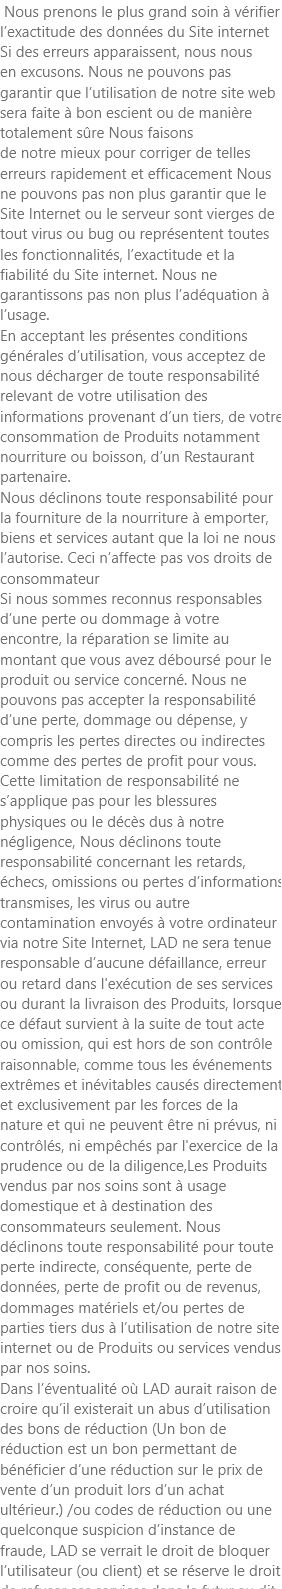 Nous prenons le plus grand soin à vérifier
l'exactitude des données du Site internet
Si des erreurs apparaissent, nous nous
en excusons. Nous ne pouvons pas
garantir que l'utilisation de notre site web
sera faite à bon escient ou de manière
totalement sûre Nous faisons
de notre mieux pour corriger de telles
erreurs rapidement et efficacement Nous
ne pouvons pas non plus garantir que le
Site Internet ou le serveur sont vierges de
tout virus ou bug ou représentent toutes
les fonctionnalités, l'exactitude et la
fiabilité du Site internet. Nous ne
garantissons pas non plus l'adéquation à
l'usage.
En acceptant les présentes conditions
générales d'utilisation, vous acceptez de
nous décharger de toute responsabilité
relevant de votre utilisation des
informations provenant d'un tiers, de votre
consommation de Produits notamment
nourriture ou boisson, d'un Restaurant
partenaire.
Nous déclinons toute responsabilité pour
la fourniture de la nourriture à emporter,
biens et services autant que la loi ne nous
l'autorise. Ceci n'affecte pas vos droits de
consommateur
Si nous sommes reconnus responsables
d'une perte ou dommage à votre
encontre, la réparation se limite au
montant que vous avez déboursé pour le
produit ou service concerné. Nous ne
pouvons pas accepter la responsabilité
d'une perte, dommage ou dépense, y
compris les pertes directes ou indirectes
comme des pertes de profit pour vous.
Cette limitation de responsabilité ne
s'applique pas pour les blessures
physiques ou le décès dus à notre
négligence, Nous déclinons toute
responsabilité concernant les retards,
échecs, omissions ou pertes d'informations
transmises, les virus ou autre
contamination envoyés à votre ordinateur
via notre Site Internet, LAD ne sera tenue
responsable d'aucune défaillance, erreur
ou retard dans l'exécution de ses services
ou durant la livraison des Produits, lorsque
ce défaut survient à la suite de tout acte
ou omission, qui est hors de son contrôle
raisonnable, comme tous les événements
extrêmes et inévitables causés directement
et exclusivement par les forces de la
nature et qui ne peuvent être ni prévus, ni
contrôlés, ni empêchés par l'exercice de la
prudence ou de la diligence,Les Produits
vendus par nos soins sont à usage
domestique et à destination des
consommateurs seulement. Nous
déclinons toute responsabilité pour toute
perte indirecte, conséquente, perte de
données, perte de profit ou de revenus,
dommages matériels et/ou pertes de
parties tiers dus à l'utilisation de notre site
internet ou de Produits ou services vendus
par nos soins.
Dans l'éventualité où LAD aurait raison de
croire qu'il existerait un abus d'utilisation
des bons de réduction (Un bon de
réduction est un bon permettant de
bénéficier d'une réduction sur le prix de
vente d'un produit lors d'un achat
ultérieur.) /ou codes de réduction ou une
quelconque suspicion d'instance de
fraude, LAD se verrait le droit de bloquer
l'utilisateur (ou client) et se réserve le droit